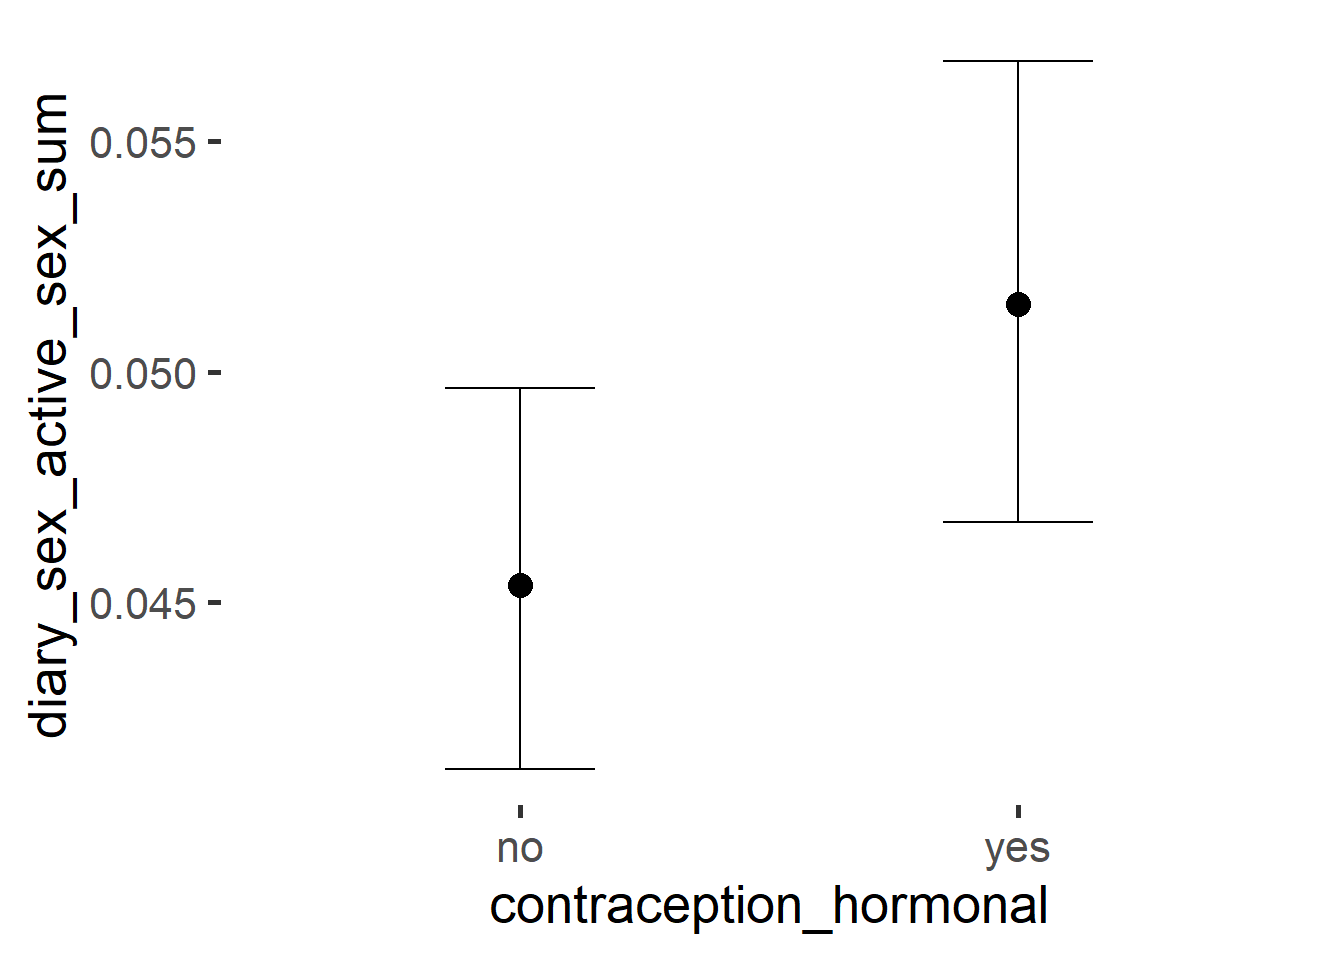 diary_sex_active_sex_sum
0.055
0.050
0.045
no
yes
contraception_hormonal